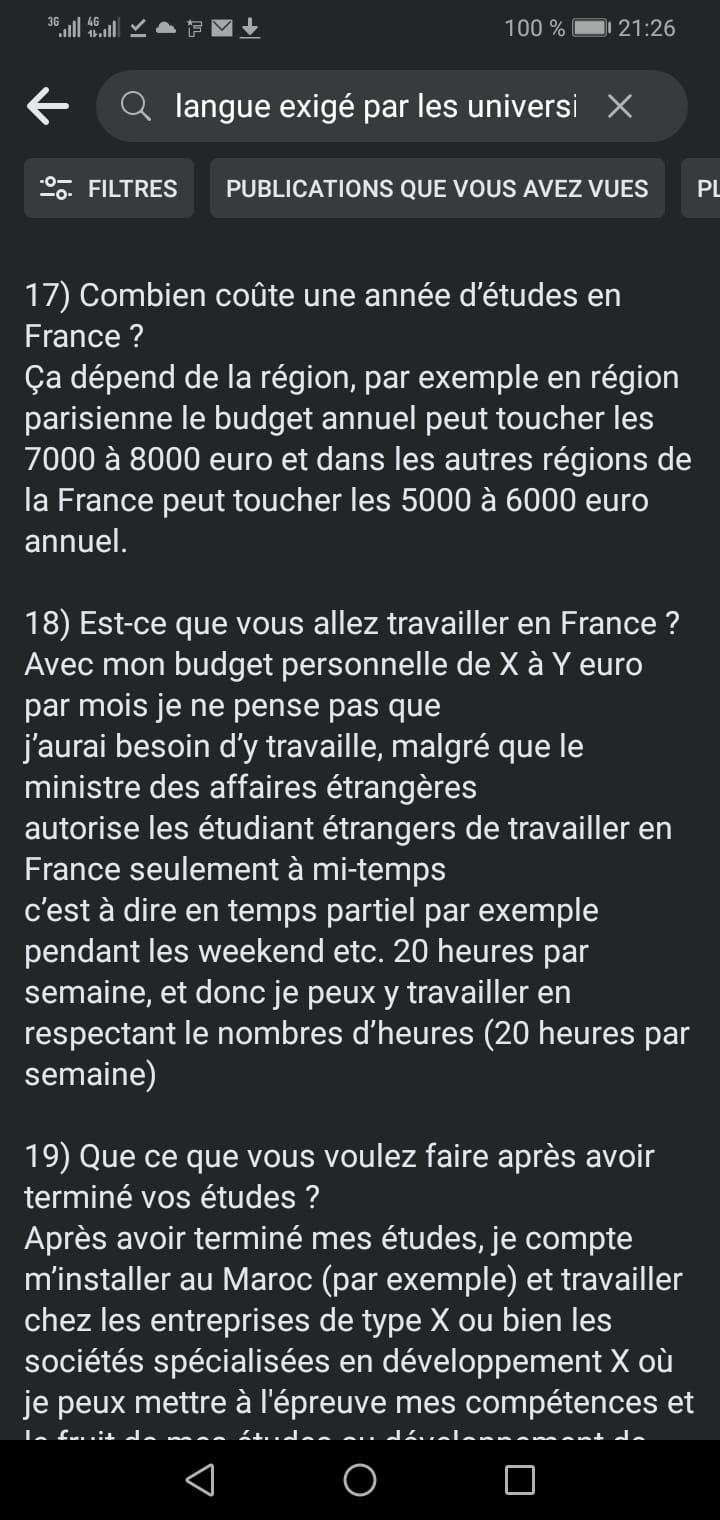 3G 4G 100 % 21:26
langue exigé par les universi
FILTRES PUBLICATIONS QUE VOUS AVEZ VUES PL
17) Combien coûte une année d’études en
France ?
Ça dépend de la région, par exemple en région
parisienne le budget annuel peut toucher les
7000 à 8000 euro et dans les autres régions de
la France peut toucher les 5000 à 6000 euro
annuel.
18) Est-ce que vous allez travailler en France ?
Avec mon budget personnelle de X à Y euro
par mois je ne pense pas que
j’aurai besoin d’y travaille, malgré que le
ministre des affaires étrangères
autorise les étudiant étrangers de travailler en
France seulement à mi-temps
c’est à dire en temps partiel par exemple
pendant les weekend etc. 20 heures par
semaine, et donc je peux y travailler en
respectant le nombres d’heures (20 heures par
semaine)
19) Que ce que vous voulez faire après avoir
terminé vos études ?
Après avoir terminé mes études, je compte
m’installer au Maroc (par exemple) et travailler
chez les entreprises de type X ou bien les
sociétés spécialisées en développement X où
je peux mettre à l'épreuve mes compétences et
le fruit de mes études au développement de